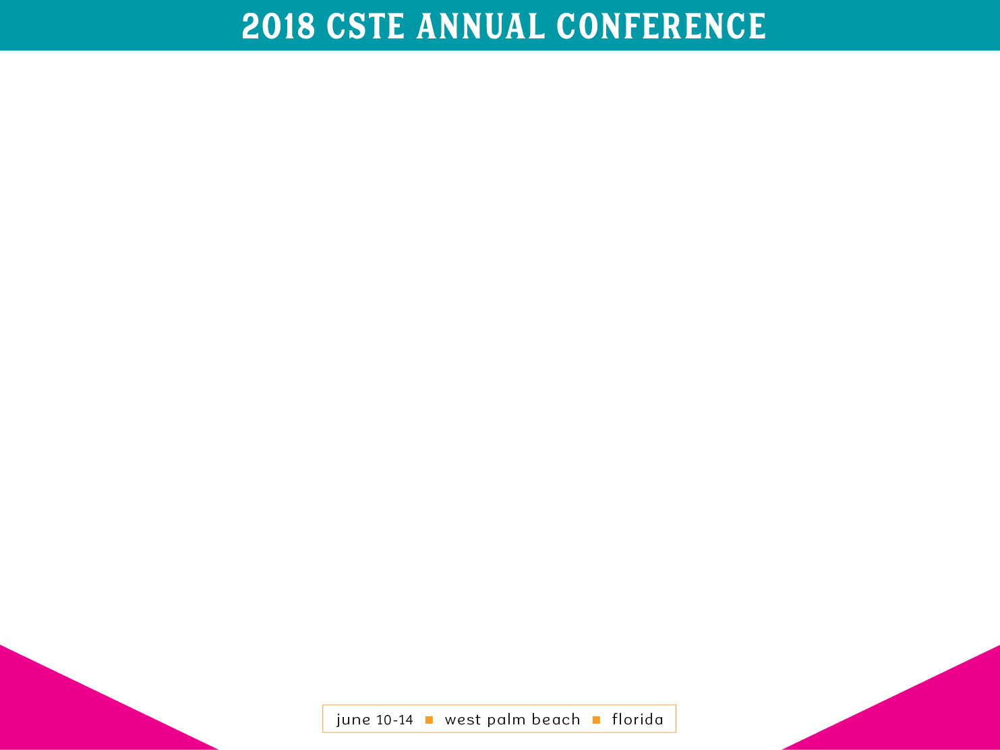 2018 CSTE ANNUAL CONFERENCE
june 10-14 ■ west palm beach ■ florida